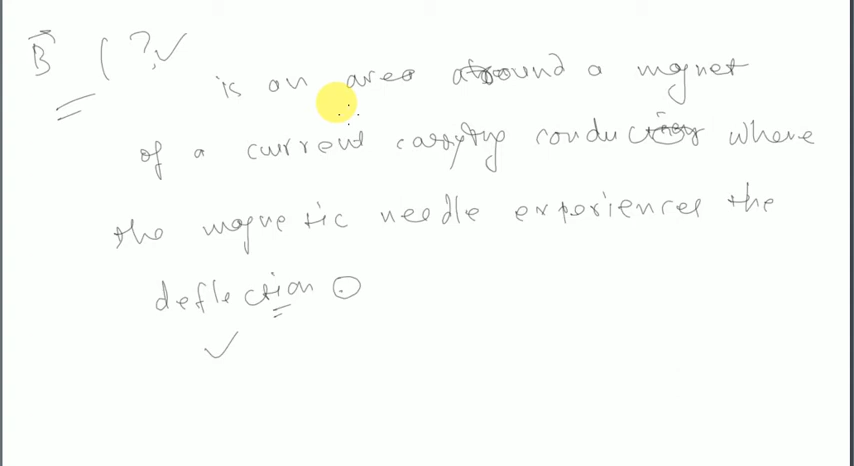 B⃗ ( ?,✓
is an area around a magnet
of a current carrying conductor where
the magnetic needle experiences the
deflection .